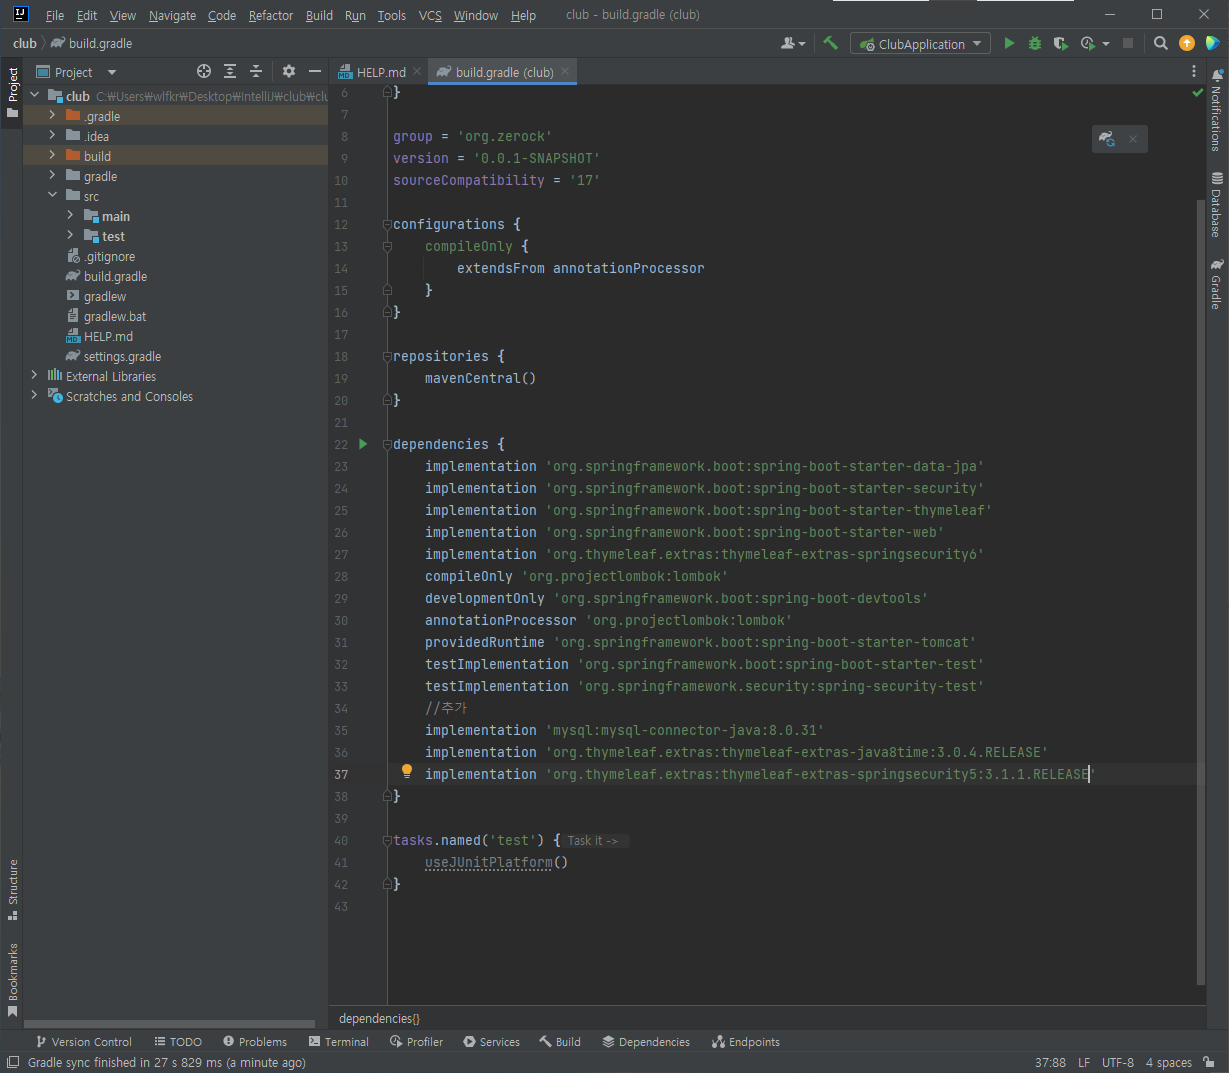 File Edit View Navigate Code Refactor Build Run Tools VCS Window Help club - build.gradle (club)
club build.gradle
ClubApplication
Project
HELP.md
build.gradle (club)
club C:₩Users₩wlfkr₩Desktop₩IntelliJ₩club₩clu
.gradle
.idea
build
gradle
src
main
test
.gitignore
build.gradle
gradlew
gradlew.bat
HELP.md
settings.gradle
External Libraries
Scratches and Consoles
6 }
7
8 group = 'org.zerock'
9 version = '0.0.1-SNAPSHOT'
10 sourceCompatibility = '17'
11
12 configurations {
13 compileOnly {
14 extendsFrom annotationProcessor
15 }
16 }
17
18 repositories {
19 mavenCentral()
20 }
21
22 dependencies {
23 implementation 'org.springframework.boot:spring-boot-starter-data-jpa'
24 implementation 'org.springframework.boot:spring-boot-starter-security'
25 implementation 'org.springframework.boot:spring-boot-starter-thymeleaf'
26 implementation 'org.springframework.boot:spring-boot-starter-web'
27 implementation 'org.thymeleaf.extras:thymeleaf-extras-springsecurity6'
28 compileOnly 'org.projectlombok:lombok'
29 developmentOnly 'org.springframework.boot:spring-boot-devtools'
30 annotationProcessor 'org.projectlombok:lombok'
31 providedRuntime 'org.springframework.boot:spring-boot-starter-tomcat'
32 testImplementation 'org.springframework.boot:spring-boot-starter-test'
33 testImplementation 'org.springframework.security:spring-security-test'
34 //추가
35 implementation 'mysql:mysql-connector-java:8.0.31'
36 implementation 'org.thymeleaf.extras:thymeleaf-extras-java8time:3.0.4.RELEASE'
37 implementation 'org.thymeleaf.extras:thymeleaf-extras-springsecurity5:3.1.1.RELEASE'
38 }
39
40 tasks.named('test') { Task it ->
41 useJUnitPlatform()
42 }
43
dependencies{}
Project
Structure
Bookmarks
Notifications
Database
Gradle
Version Control TODO Problems Terminal Profiler Services Build Dependencies Endpoints
Gradle sync finished in 27 s 829 ms (a minute ago) 37:88 LF UTF-8 4 spaces